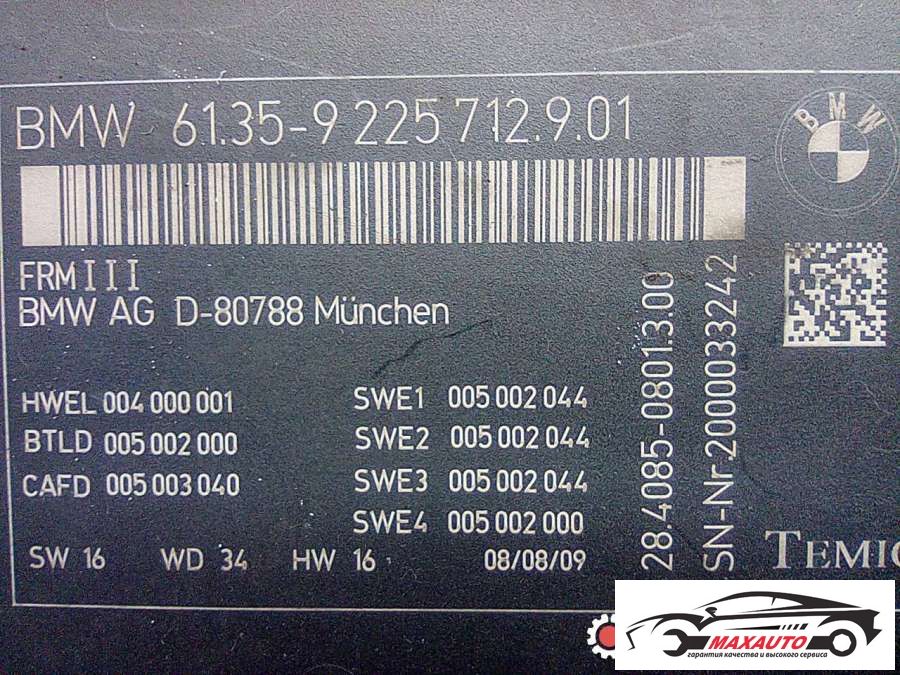 BMW 61.35-9 225 712.9.01
BMW
FRM III
BMW AG D-80788 München
HWEL 004 000 001
BTLD 005 002 000
CAFD 005 003 040
SWE1 005 002 044
SWE2 005 002 044
SWE3 005 002 044
SWE4 005 002 000
SW 16 WD 34 HW 16 08/08/09
28.4085-08013.00
SN-Nr.200033242
TEMIC
MAXAUTO
гарантия качества и высокого сервиса